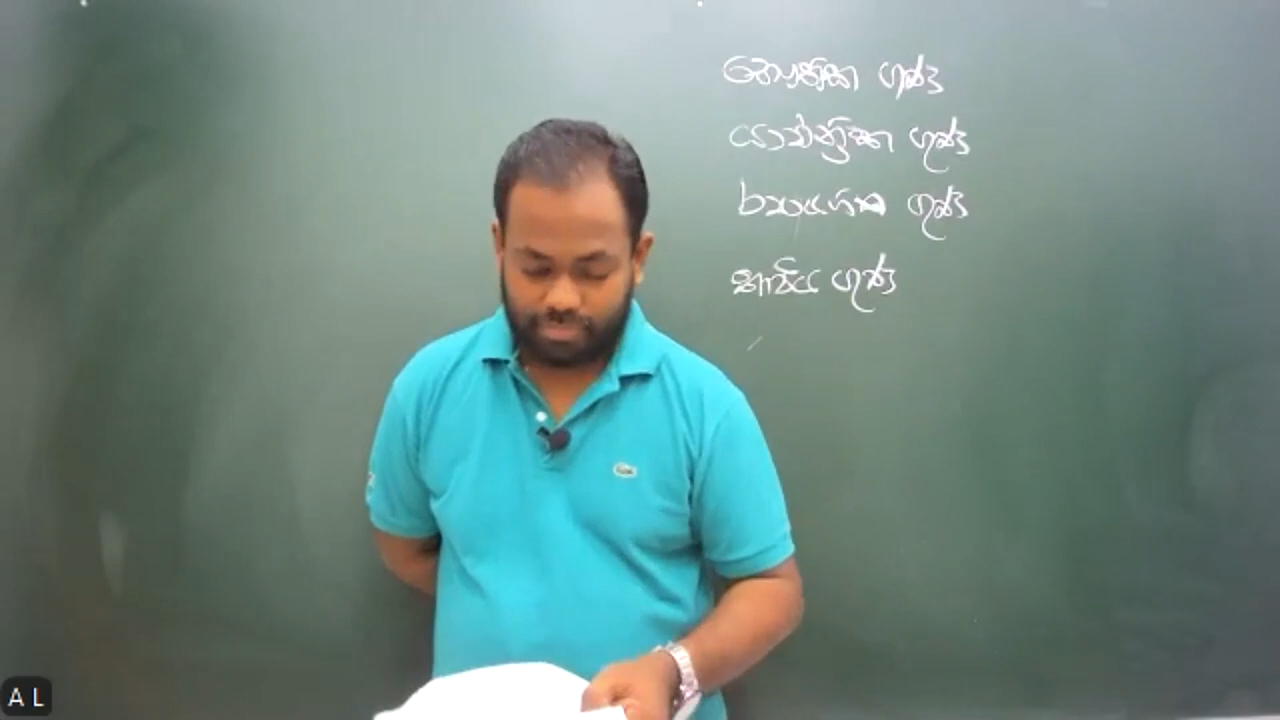 භෞතික ගුණ
යාන්ත්‍රික ගුණ
රසායනික ගුණ
තාපිය ගුණ
A L